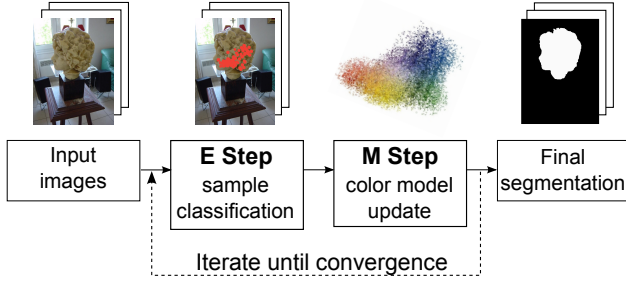 Input
images
E Step
sample
classification
M Step
color model
update
Final
segmentation
Iterate until convergence